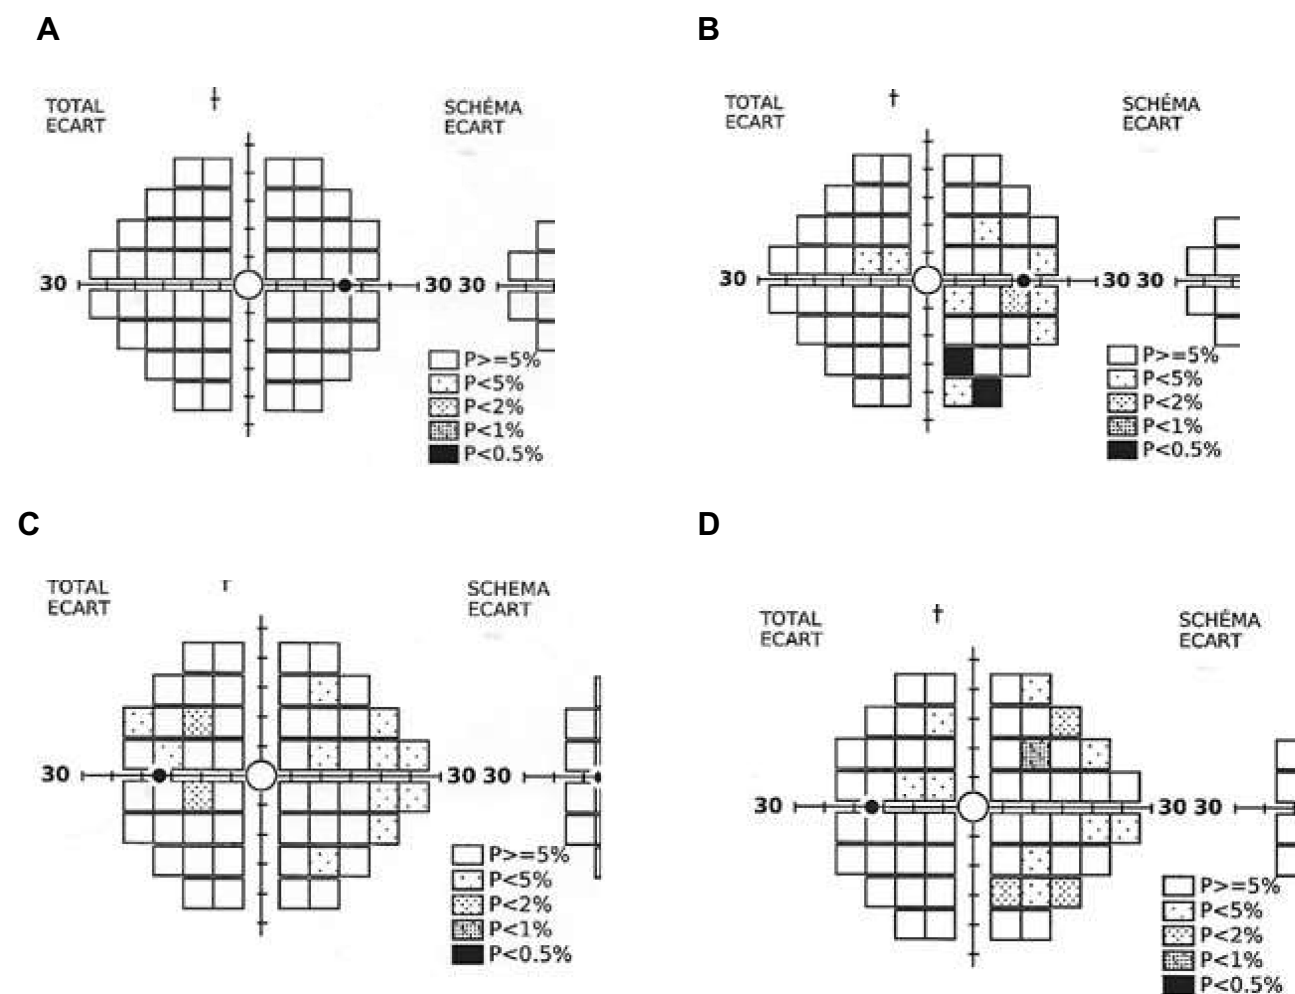 A
B
TOTAL
ECART
†
SCHÉMA
ECART
30
30 30
P>=5%
P<5%
P<2%
P<1%
P<0.5%
TOTAL
ECART
†
SCHÉMA
ECART
30
30 30
P>=5%
P<5%
P<2%
P<1%
P<0.5%
C
D
TOTAL
ECART
SCHEMA
ECART
30
30 30
P>=5%
P<5%
P<2%
P<1%
P<0.5%
TOTAL
ECART
†
SCHÉMA
ECART
30
30 30
P>=5%
P<5%
P<2%
P<1%
P<0.5%